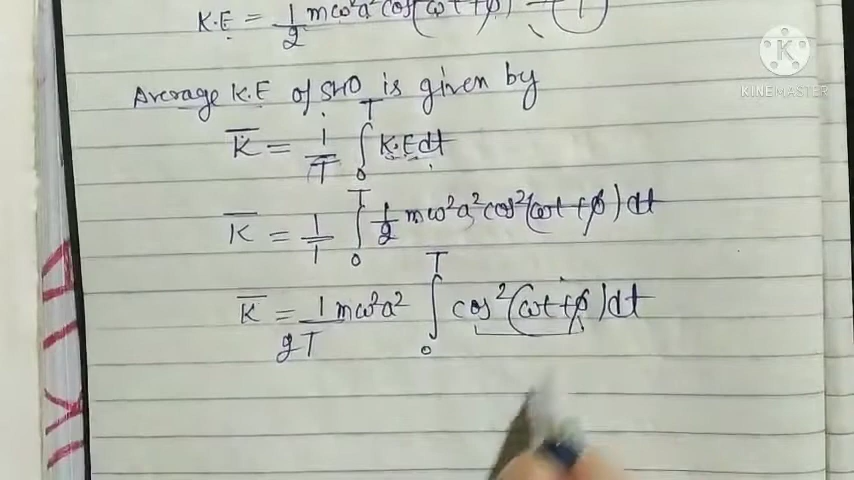 K.E = 1/2 mω²a² cos²(ωt+φ) — (1)
K
KINEMASTER
Average K.E of SHO is given by
K̅ = 1/T ∫₀ᵀ K.E dt
K̅ = 1/T ∫₀ᵀ 1/2 mω²a² cos²(ωt+φ) dt
K̅ = 1/2T mω²a² ∫₀ᵀ cos²(ωt+φ) dt